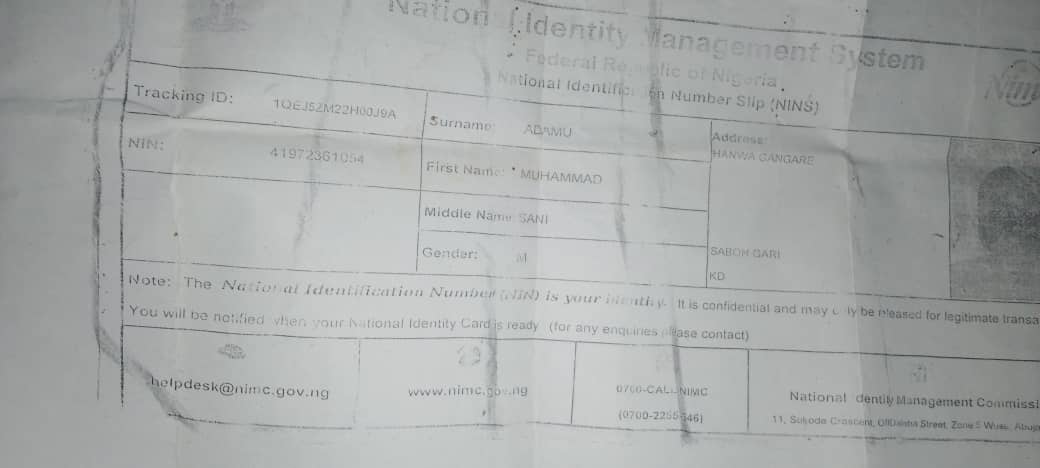 National Identity Management System
Federal Republic of Nigeria
National Identification Number Slip (NINS)
Tracking ID: 1QEJ5ZM22H00J9A
Surname: ADAMU
Address:
HANWA GANGARE
NIN: 41972361054
First Name: MUHAMMAD
Middle Name: SANI
Gender: M
SABON GARI
KD
Note: The National Identification Number (NIN) is your identity. It is confidential and may only be released for legitimate transa
You will be notified when your National Identity Card is ready (for any enquiries please contact)
helpdesk@nimc.gov.ng
www.nimc.gov.ng
0700-CALL-NIMC
(0700-2255-646)
National Identity Management Commissi
11, Sokode Crescent, Off Dalaba Street, Zone 5 Wuse, Abuja